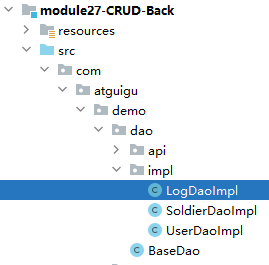 module27-CRUD-Back
resources
src
com
atguigu
demo
dao
api
impl
LogDaoImpl
SoldierDaoImpl
UserDaoImpl
BaseDao